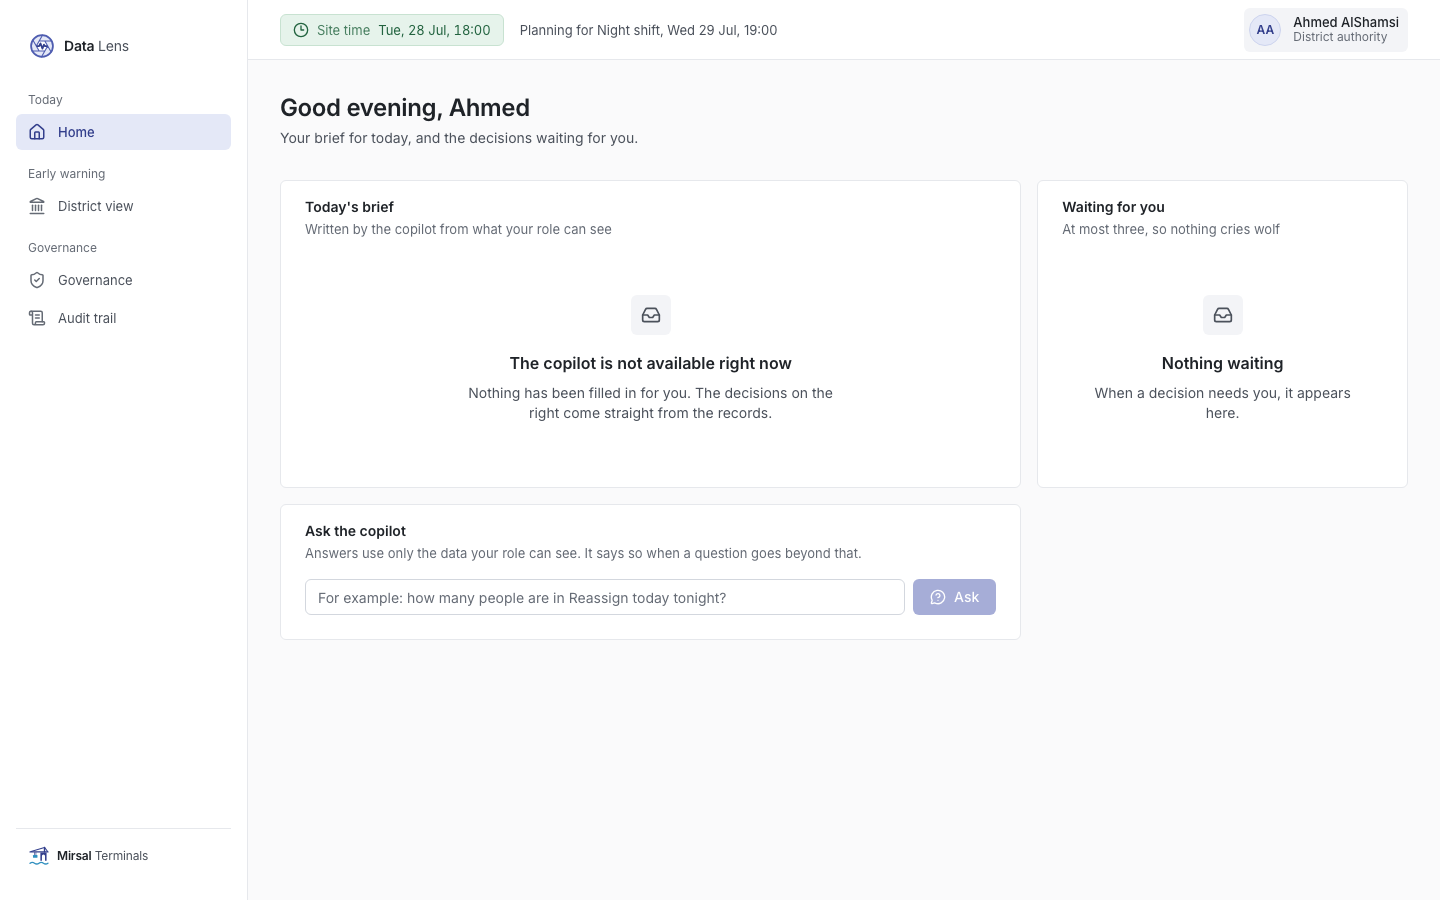 Data Lens
Today
Home
Early warning
District view
Governance
Governance
Audit trail
Mirsal Terminals
Site time Tue, 28 Jul, 18:00
Planning for Night shift, Wed 29 Jul, 19:00
AA
Ahmed AlShamsi
District authority
Good evening, Ahmed
Your brief for today, and the decisions waiting for you.
Today's brief
Written by the copilot from what your role can see
The copilot is not available right now
Nothing has been filled in for you. The decisions on the
right come straight from the records.
Waiting for you
At most three, so nothing cries wolf
Nothing waiting
When a decision needs you, it appears
here.
Ask the copilot
Answers use only the data your role can see. It says so when a question goes beyond that.
For example: how many people are in Reassign today tonight?
Ask